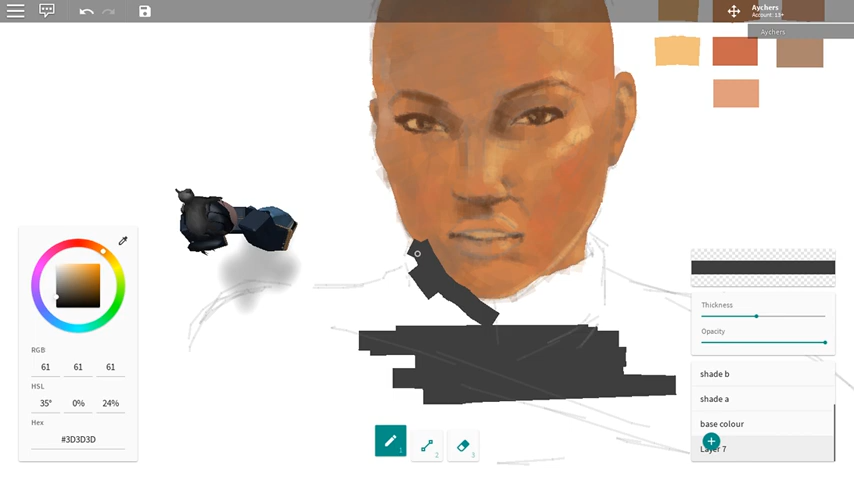 Aychers
Account: 13+
Aychers
RGB
61 61 61
HSL
35° 0% 24%
Hex
#3D3D3D
1
2
3
Thickness
Opacity
shade b
shade a
base colour
Layer 7